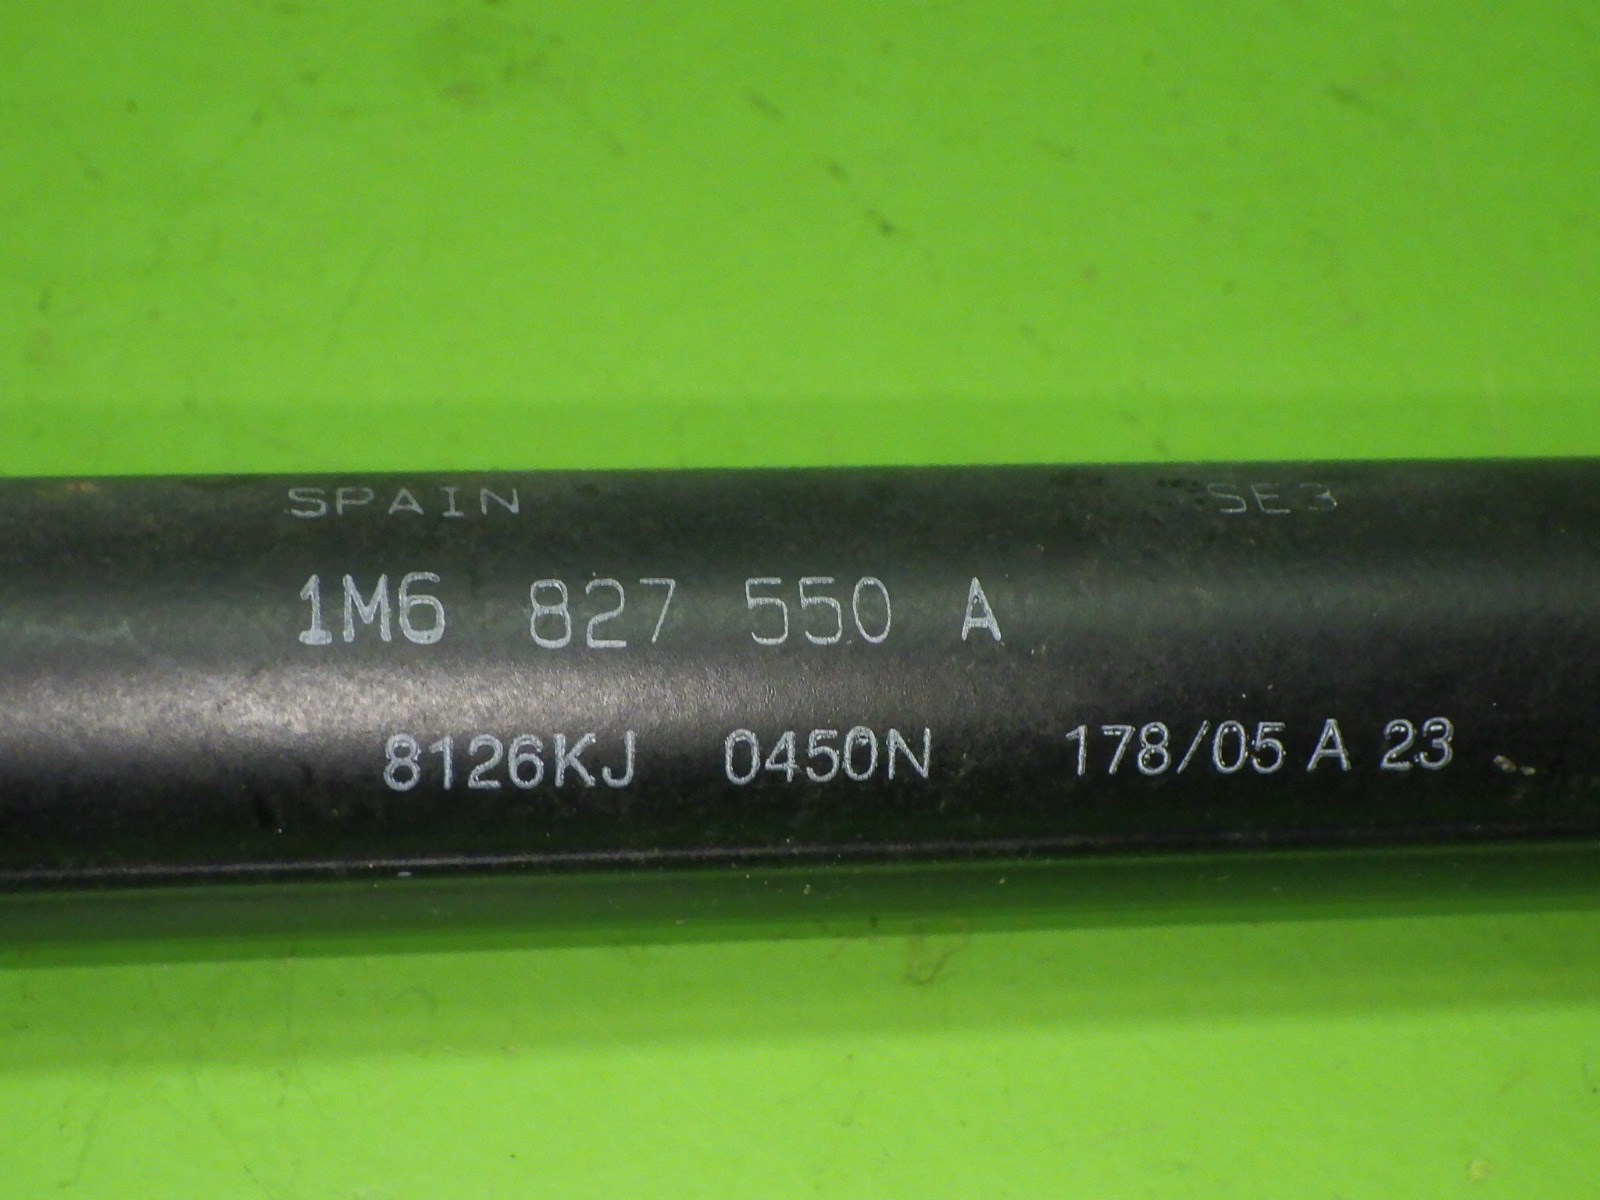 SPAIN SE3
1M6 827 550 A
8126KJ 0450N 178/05 A 23